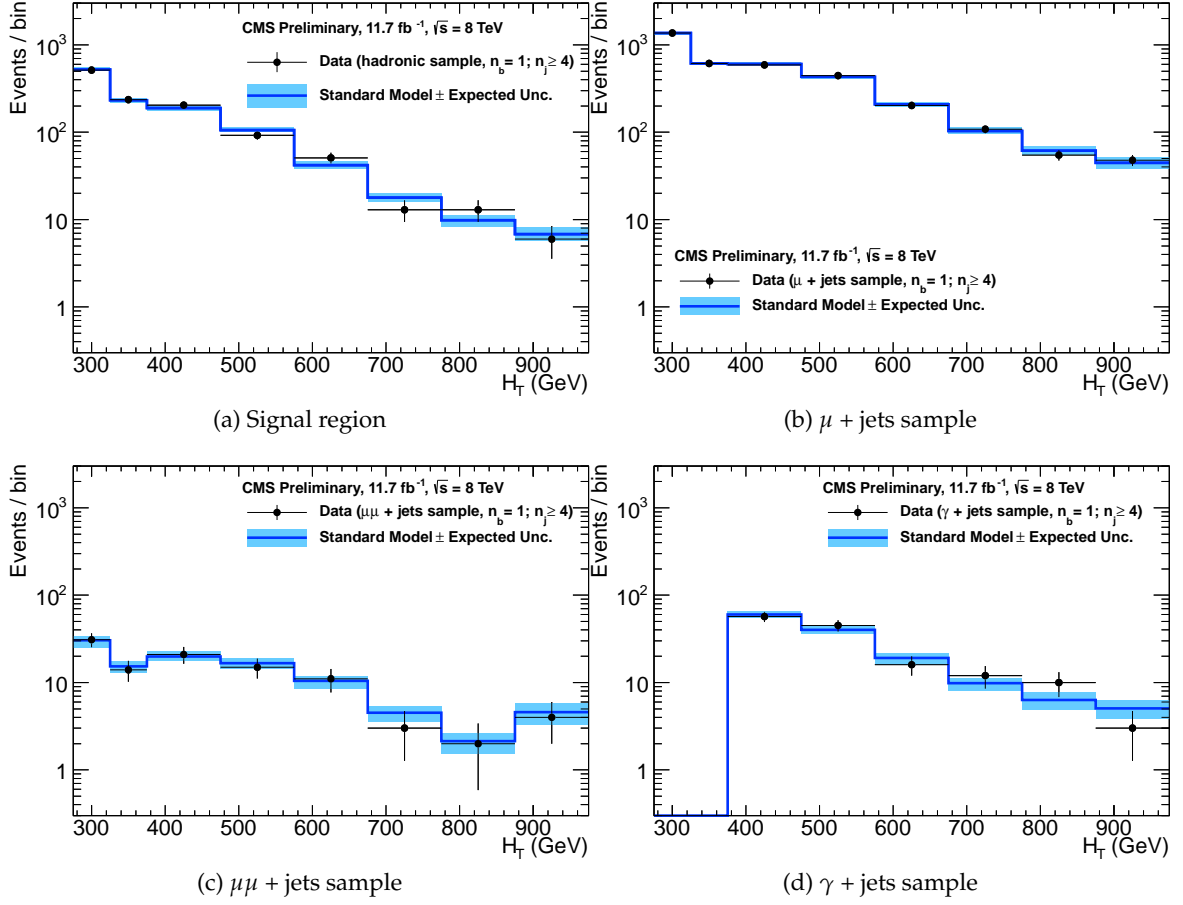 CMS Preliminary, 11.7 fb⁻¹, √s = 8 TeV
Data (hadronic sample, n_b = 1; n_j ≥ 4)
Standard Model ± Expected Unc.
Events / bin
10³
10²
10
1
300 400 500 600 700 800 900
H_T (GeV)
(a) Signal region
Events / bin
10³
10²
10
1
CMS Preliminary, 11.7 fb⁻¹, √s = 8 TeV
Data (μ + jets sample, n_b = 1; n_j ≥ 4)
Standard Model ± Expected Unc.
300 400 500 600 700 800 900
H_T (GeV)
(b) μ + jets sample
CMS Preliminary, 11.7 fb⁻¹, √s = 8 TeV
Data (μμ + jets sample, n_b = 1; n_j ≥ 4)
Standard Model ± Expected Unc.
Events / bin
10³
10²
10
1
300 400 500 600 700 800 900
H_T (GeV)
(c) μμ + jets sample
CMS Preliminary, 11.7 fb⁻¹, √s = 8 TeV
Data (γ + jets sample, n_b = 1; n_j ≥ 4)
Standard Model ± Expected Unc.
Events / bin
10³
10²
10
1
300 400 500 600 700 800 900
H_T (GeV)
(d) γ + jets sample